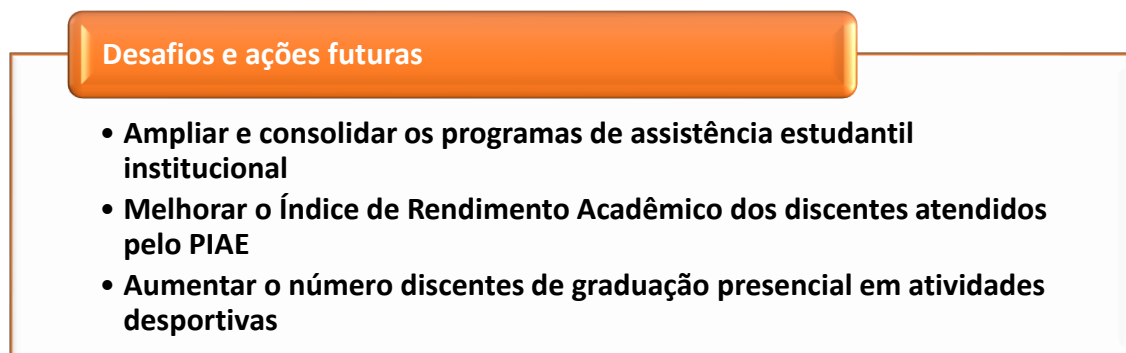 Desafios e ações futuras
• Ampliar e consolidar os programas de assistência estudantil
institucional
• Melhorar o Índice de Rendimento Acadêmico dos discentes atendidos
pelo PIAE
• Aumentar o número discentes de graduação presencial em atividades
desportivas